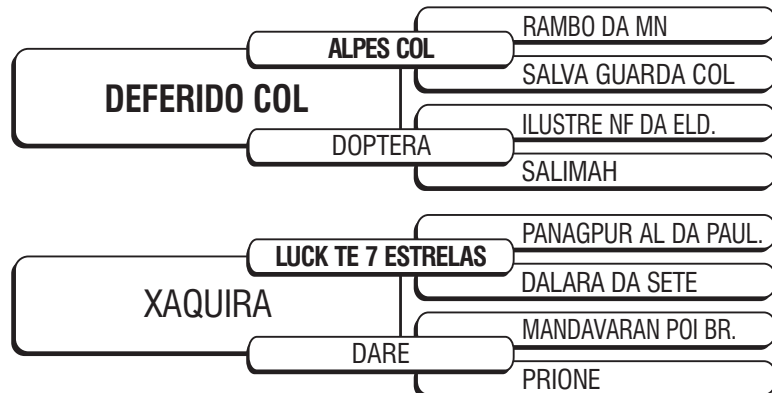 RAMBO DA MN
ALPES COL
SALVA GUARDA COL
DEFERIDO COL
ILUSTRE NF DA ELD.
DOPTERA
SALIMAH
PANAGPUR AL DA PAUL.
LUCK TE 7 ESTRELAS
DALARA DA SETE
XAQUIRA
MANDAVARAN POI BR.
DARE
PRIONE